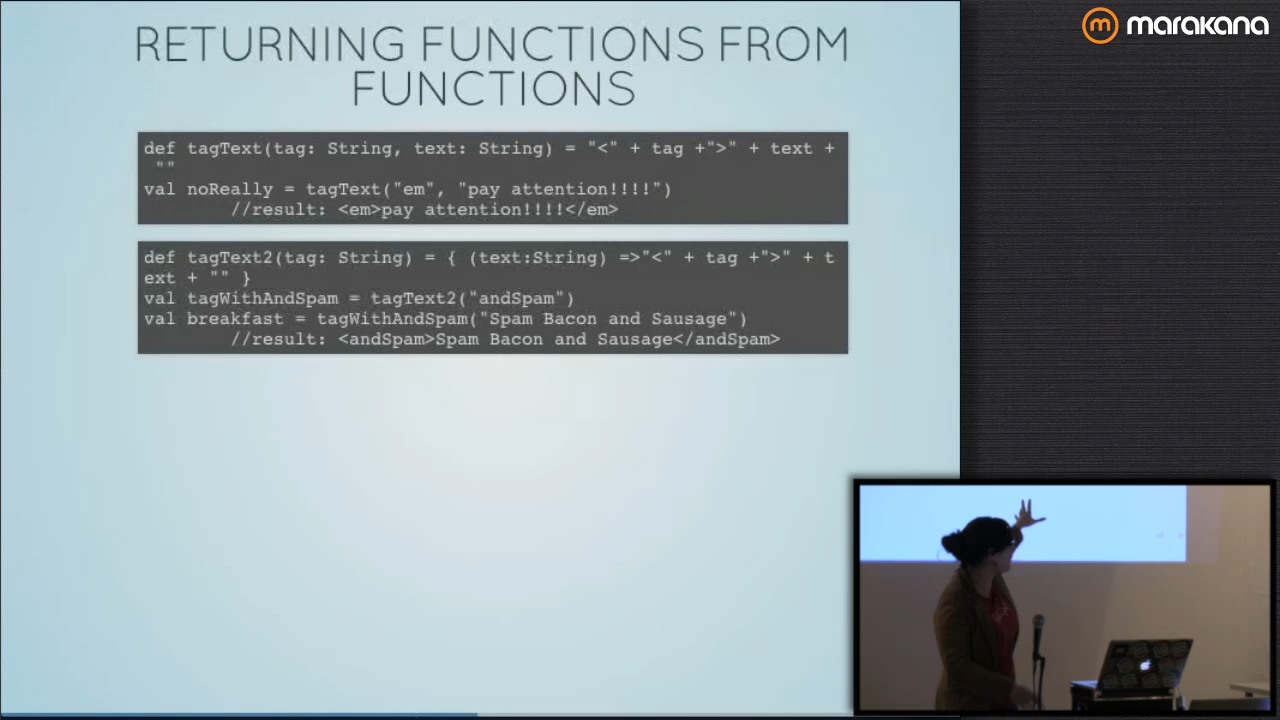 marakana
RETURNING FUNCTIONS FROM
FUNCTIONS
def tagText(tag: String, text: String) = "<" + tag +">" + text +
""
val noReally = tagText("em", "pay attention!!!!")
//result: <em>pay attention!!!!</em>
def tagText2(tag: String) = { (text:String) =>"<" + tag +">" + t
ext + "" }
val tagWithAndSpam = tagText2("andSpam")
val breakfast = tagWithAndSpam("Spam Bacon and Sausage")
//result: <andSpam>Spam Bacon and Sausage</andSpam>